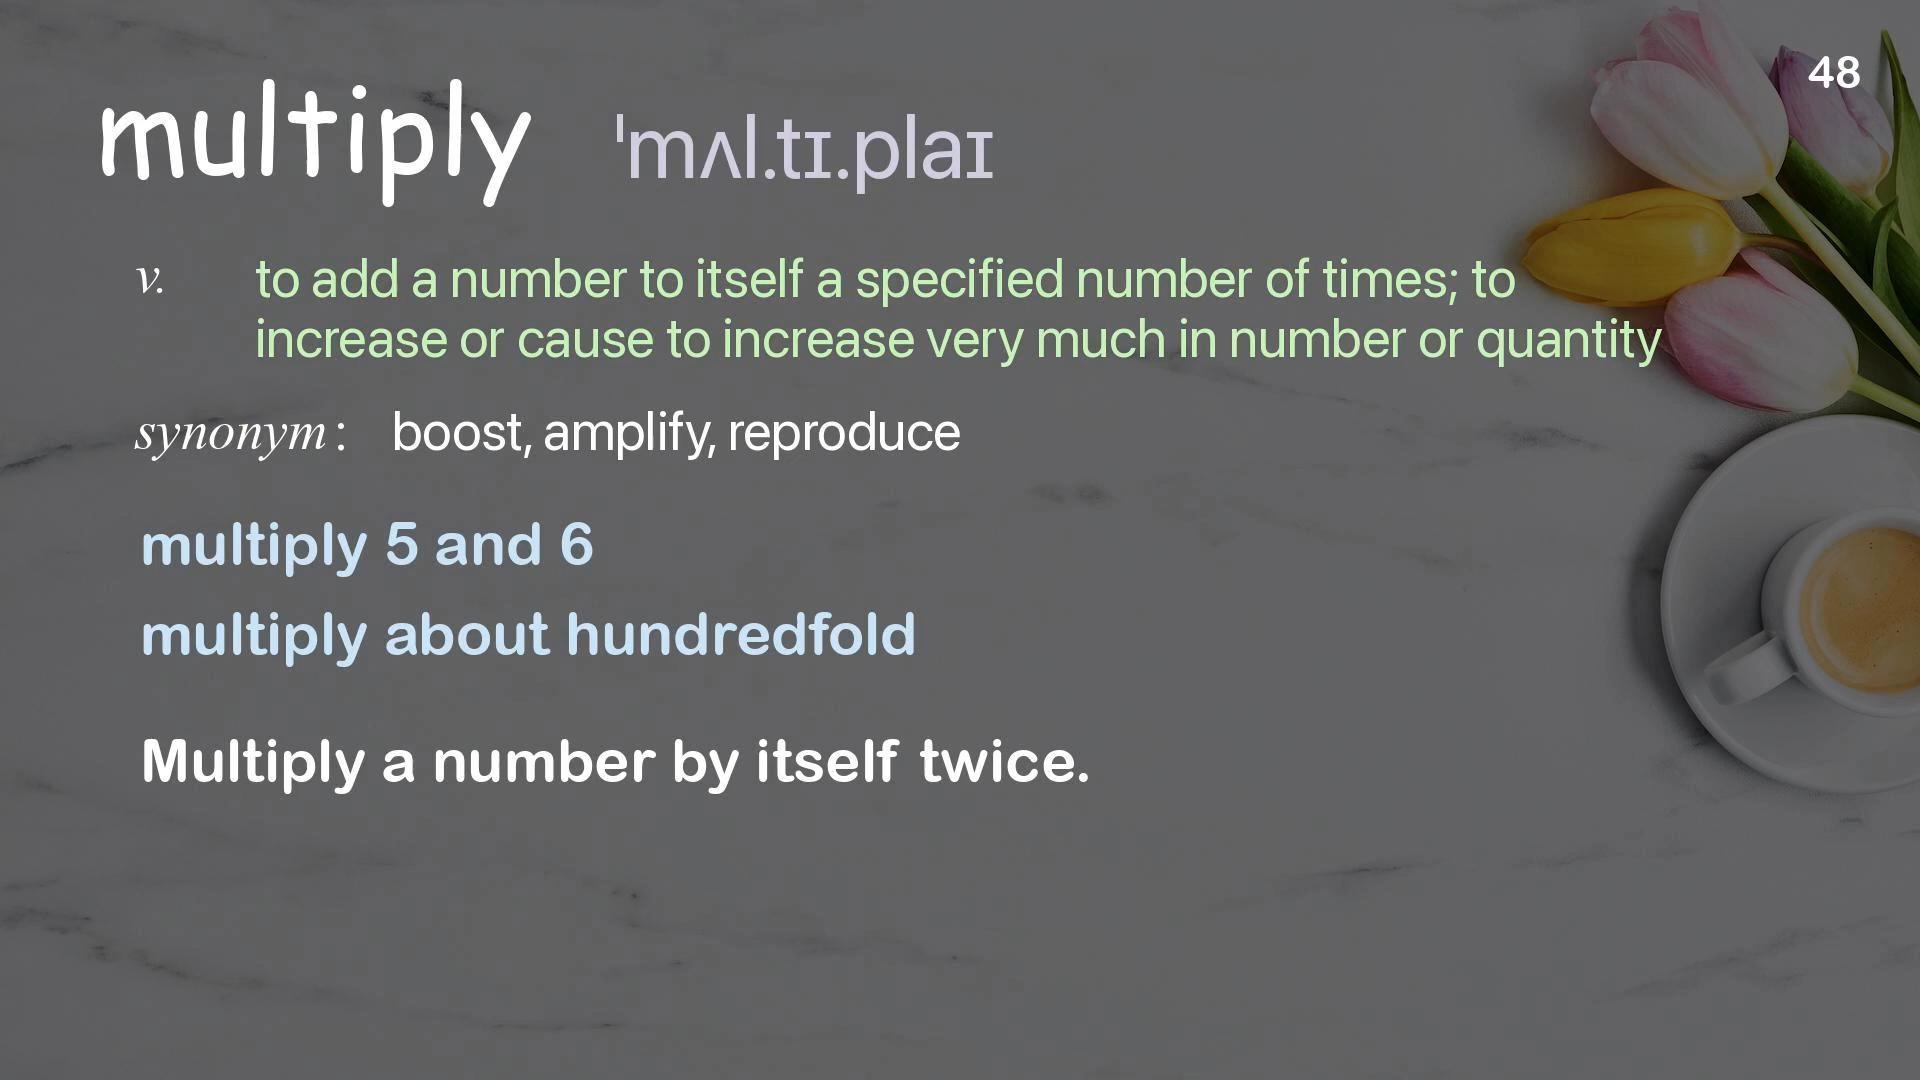 48
multiply ˈmʌl.tɪ.plaɪ
v. to add a number to itself a specified number of times; to
increase or cause to increase very much in number or quantity
synonym : boost, amplify, reproduce
multiply 5 and 6
multiply about hundredfold
Multiply a number by itself twice.